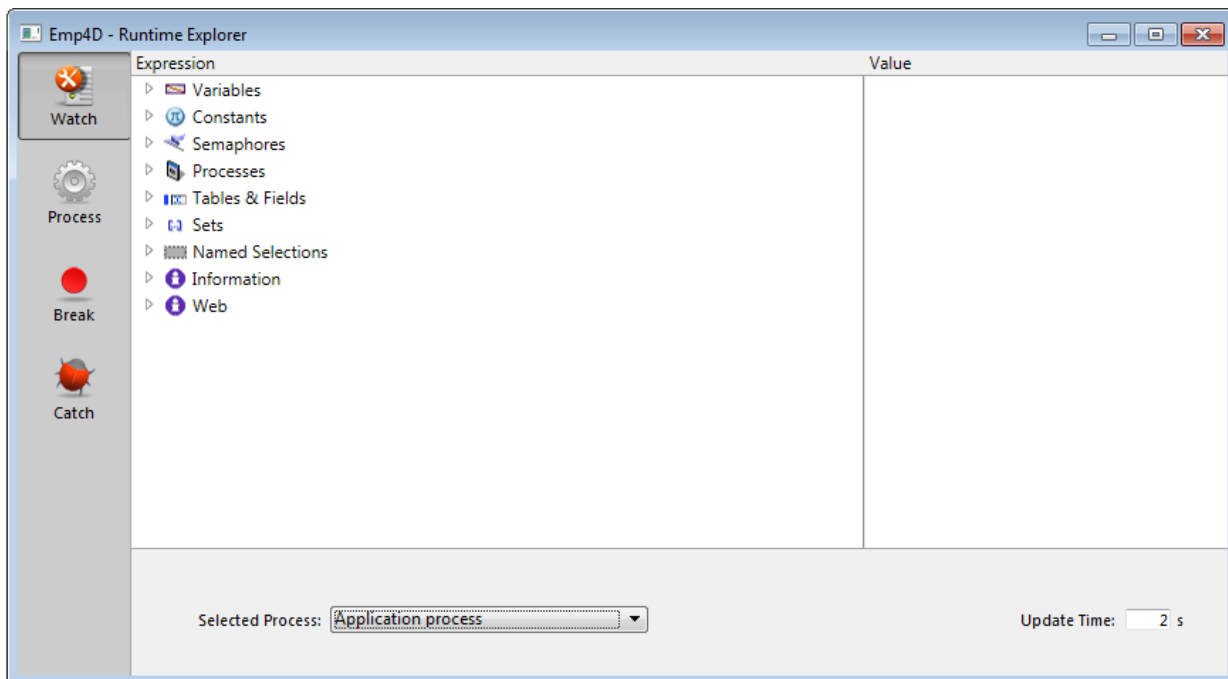 Emp4D - Runtime Explorer
Expression Value
Watch
Variables
Constants
Semaphores
Processes
Tables & Fields
Sets
Named Selections
Information
Web
Process
Break
Catch
Selected Process: Application process
Update Time: 2 s